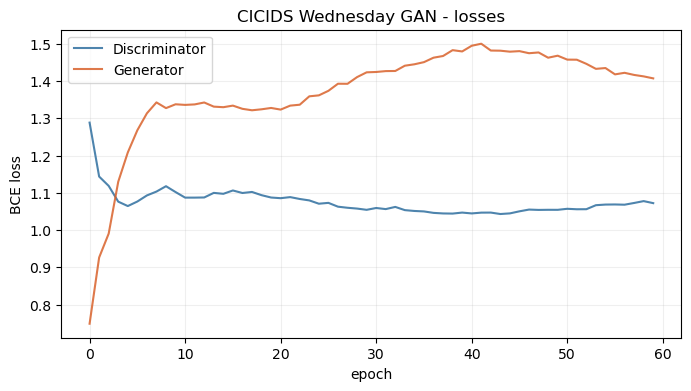 CICIDS Wednesday GAN - losses
Discriminator
Generator
BCE loss
1.5
1.4
1.3
1.2
1.1
1.0
0.9
0.8
0 10 20 30 40 50 60
epoch